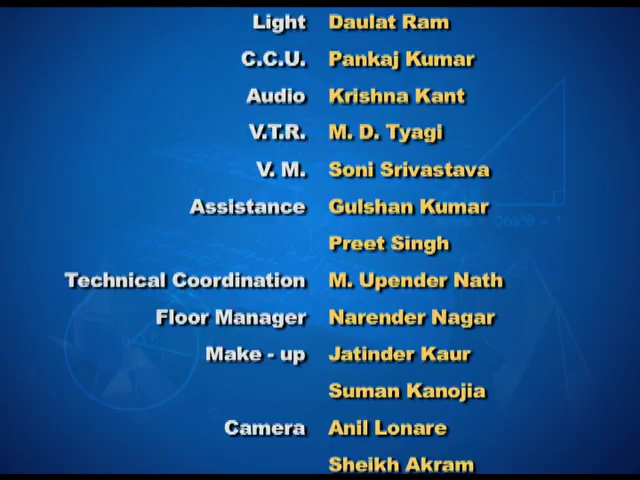 Light Daulat Ram
C.C.U. Pankaj Kumar
Audio Krishna Kant
V.T.R. M. D. Tyagi
V. M. Soni Srivastava
Assistance Gulshan Kumar
Preet Singh
Technical Coordination M. Upender Nath
Floor Manager Narender Nagar
Make - up Jatinder Kaur
Suman Kanojia
Camera Anil Lonare
Sheikh Akram